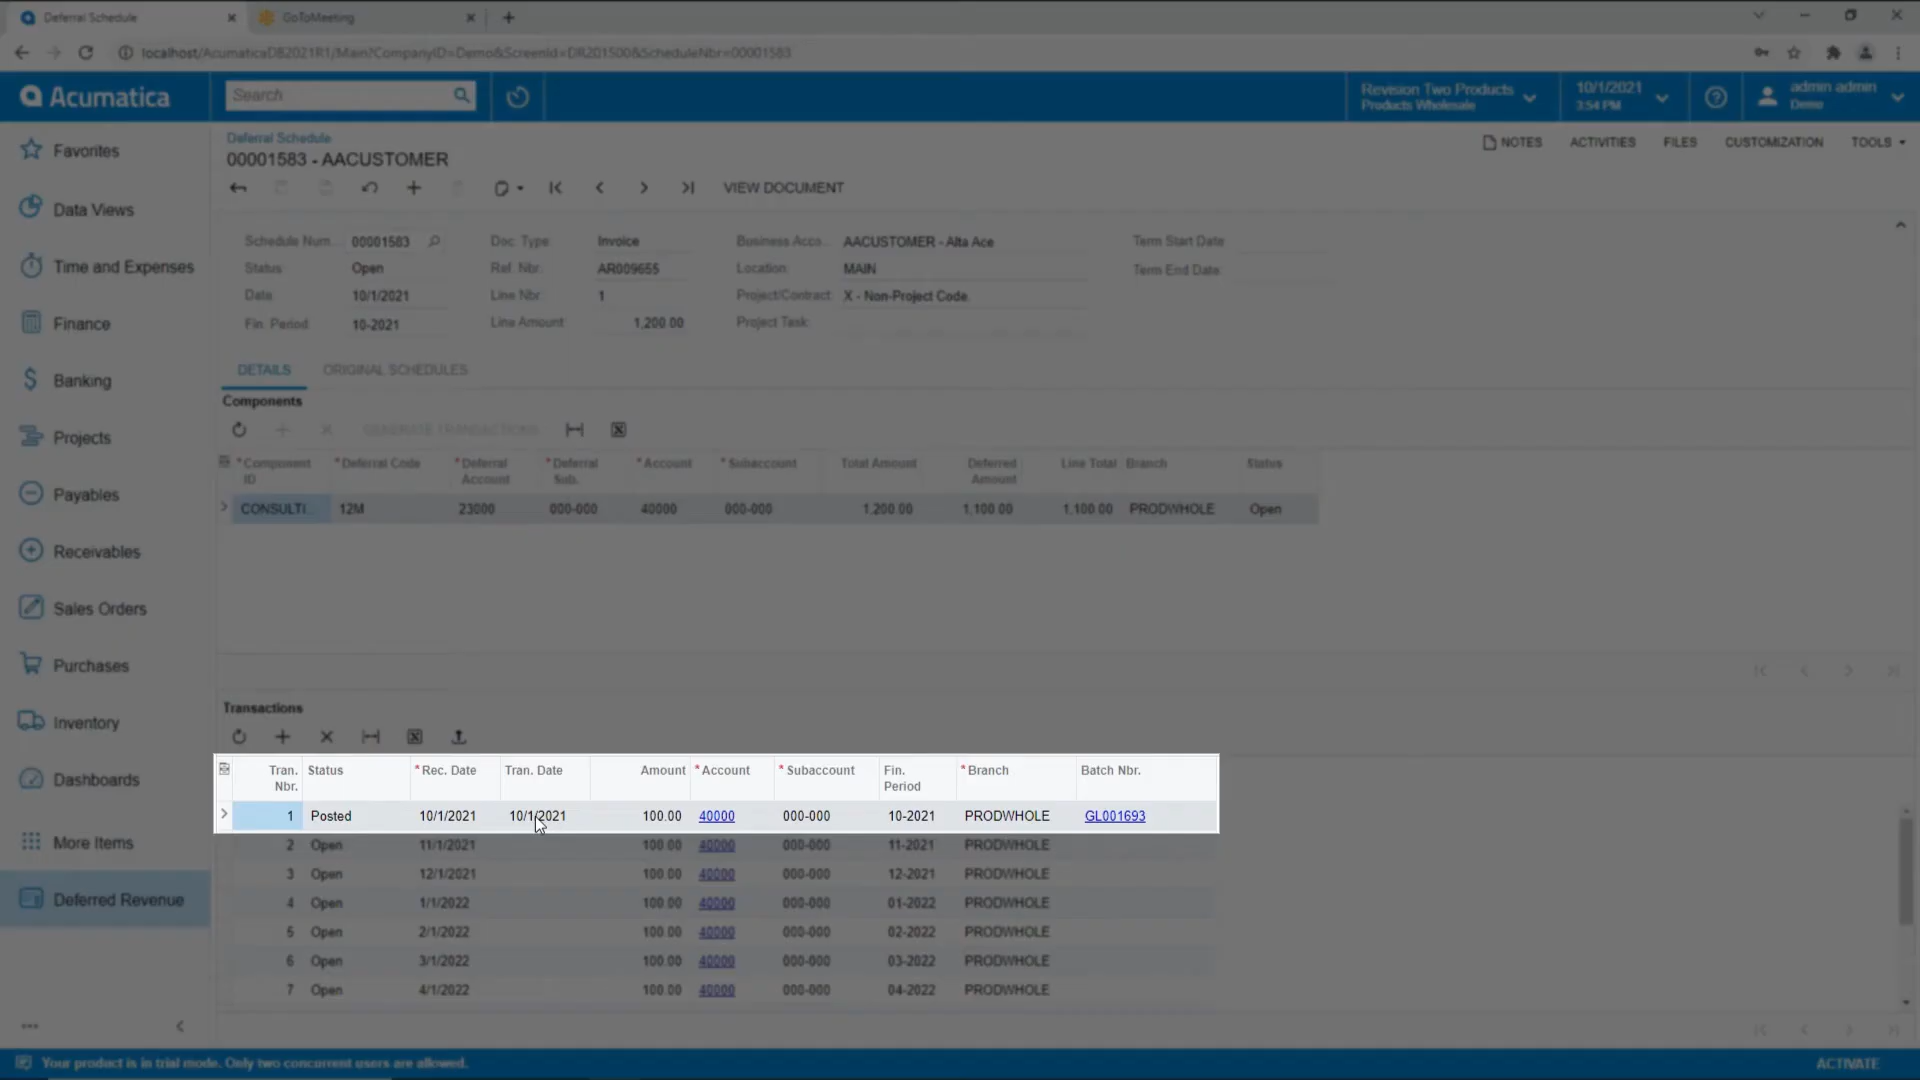 Deferral Schedule
GoToMeeting
localhost/AcumaticaDB2021R1/Main?CompanyID=Demo&ScreenId=DR201500&ScheduleNbr=00001583
Acumatica
Search
Revision Two Products
Products Wholesale
10/1/2021
3:54 PM
admin admin
Demo
Favorites
Data Views
Time and Expenses
Finance
Banking
Projects
Payables
Receivables
Sales Orders
Purchases
Inventory
Dashboards
More Items
Deferred Revenue
Deferral Schedule
00001583 - AACUSTOMER
NOTES ACTIVITIES FILES CUSTOMIZATION TOOLS
VIEW DOCUMENT
Schedule Num... 00001583 Doc. Type: Invoice Business Acco... AACUSTOMER - Alta Ace Term Start Date
Status: Open Ref. Nbr.: AR009655 Location: MAIN Term End Date:
Date: 10/1/2021 Line Nbr.: 1 Project/Contract: X - Non-Project Code.
Fin. Period: 10-2021 Line Amount: 1,200.00 Project Task:
DETAILS ORIGINAL SCHEDULES
Components
GENERATE TRANSACTIONS
*Component ID *Deferral Code *Deferral Account *Deferral Sub. *Account *Subaccount Total Amount Deferred Amount Line Total Branch Status
CONSULTI... 12M 23000 000-000 40000 000-000 1,200.00 1,100.00 1,100.00 PRODWHOLE Open
Transactions
Tran. Nbr. Status *Rec. Date Tran. Date Amount *Account *Subaccount Fin. Period *Branch Batch Nbr.
1 Posted 10/1/2021 10/1/2021 100.00 40000 000-000 10-2021 PRODWHOLE GL001693
2 Open 11/1/2021 100.00 40000 000-000 11-2021 PRODWHOLE
3 Open 12/1/2021 100.00 40000 000-000 12-2021 PRODWHOLE
4 Open 1/1/2022 100.00 40000 000-000 01-2022 PRODWHOLE
5 Open 2/1/2022 100.00 40000 000-000 02-2022 PRODWHOLE
6 Open 3/1/2022 100.00 40000 000-000 03-2022 PRODWHOLE
7 Open 4/1/2022 100.00 40000 000-000 04-2022 PRODWHOLE
Your product is in trial mode. Only two concurrent users are allowed.
ACTIVATE